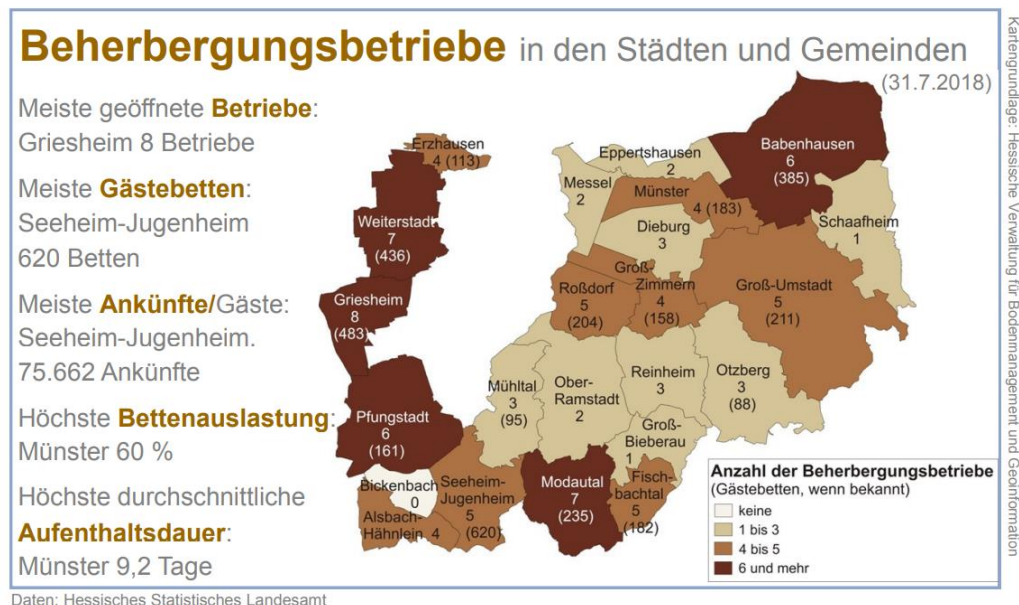 Beherbergungsbetriebe in den Städten und Gemeinden
(31.7.2018)
Meiste geöffnete Betriebe:
Griesheim 8 Betriebe
Meiste Gästebetten:
Seeheim-Jugenheim
620 Betten
Meiste Ankünfte/Gäste:
Seeheim-Jugenheim.
75.662 Ankünfte
Höchste Bettenauslastung:
Münster 60 %
Höchste durchschnittliche
Aufenthaltsdauer:
Münster 9,2 Tage
Erzhausen
4 (113)
Weiterstadt
7
(436)
Griesheim
8
(483)
Pfungstadt
6
(161)
Bickenbach
0
Alsbach-
Hähnlein 4
Seeheim-
Jugenheim
5
(620)
Mühltal
3
(95)
Ober-
Ramstadt
2
Modautal
7
(235)
Messel
2
Eppertshausen
2
Münster
4 (183)
Dieburg
3
Babenhausen
6
(385)
Schaafheim
1
Roßdorf
5
(204)
Groß-
Zimmern
4
(158)
Groß-Umstadt
5
(211)
Reinheim
3
Otzberg
3
(88)
Groß-
Bieberau
1
Fisch-
bachtal
5
(182)
Anzahl der Beherbergungsbetriebe
(Gästebetten, wenn bekannt)
keine
1 bis 3
4 bis 5
6 und mehr
Kartengrundlage: Hessische Verwaltung für Bodenmanagement und Geoinformation
Daten: Hessisches Statistisches Landesamt